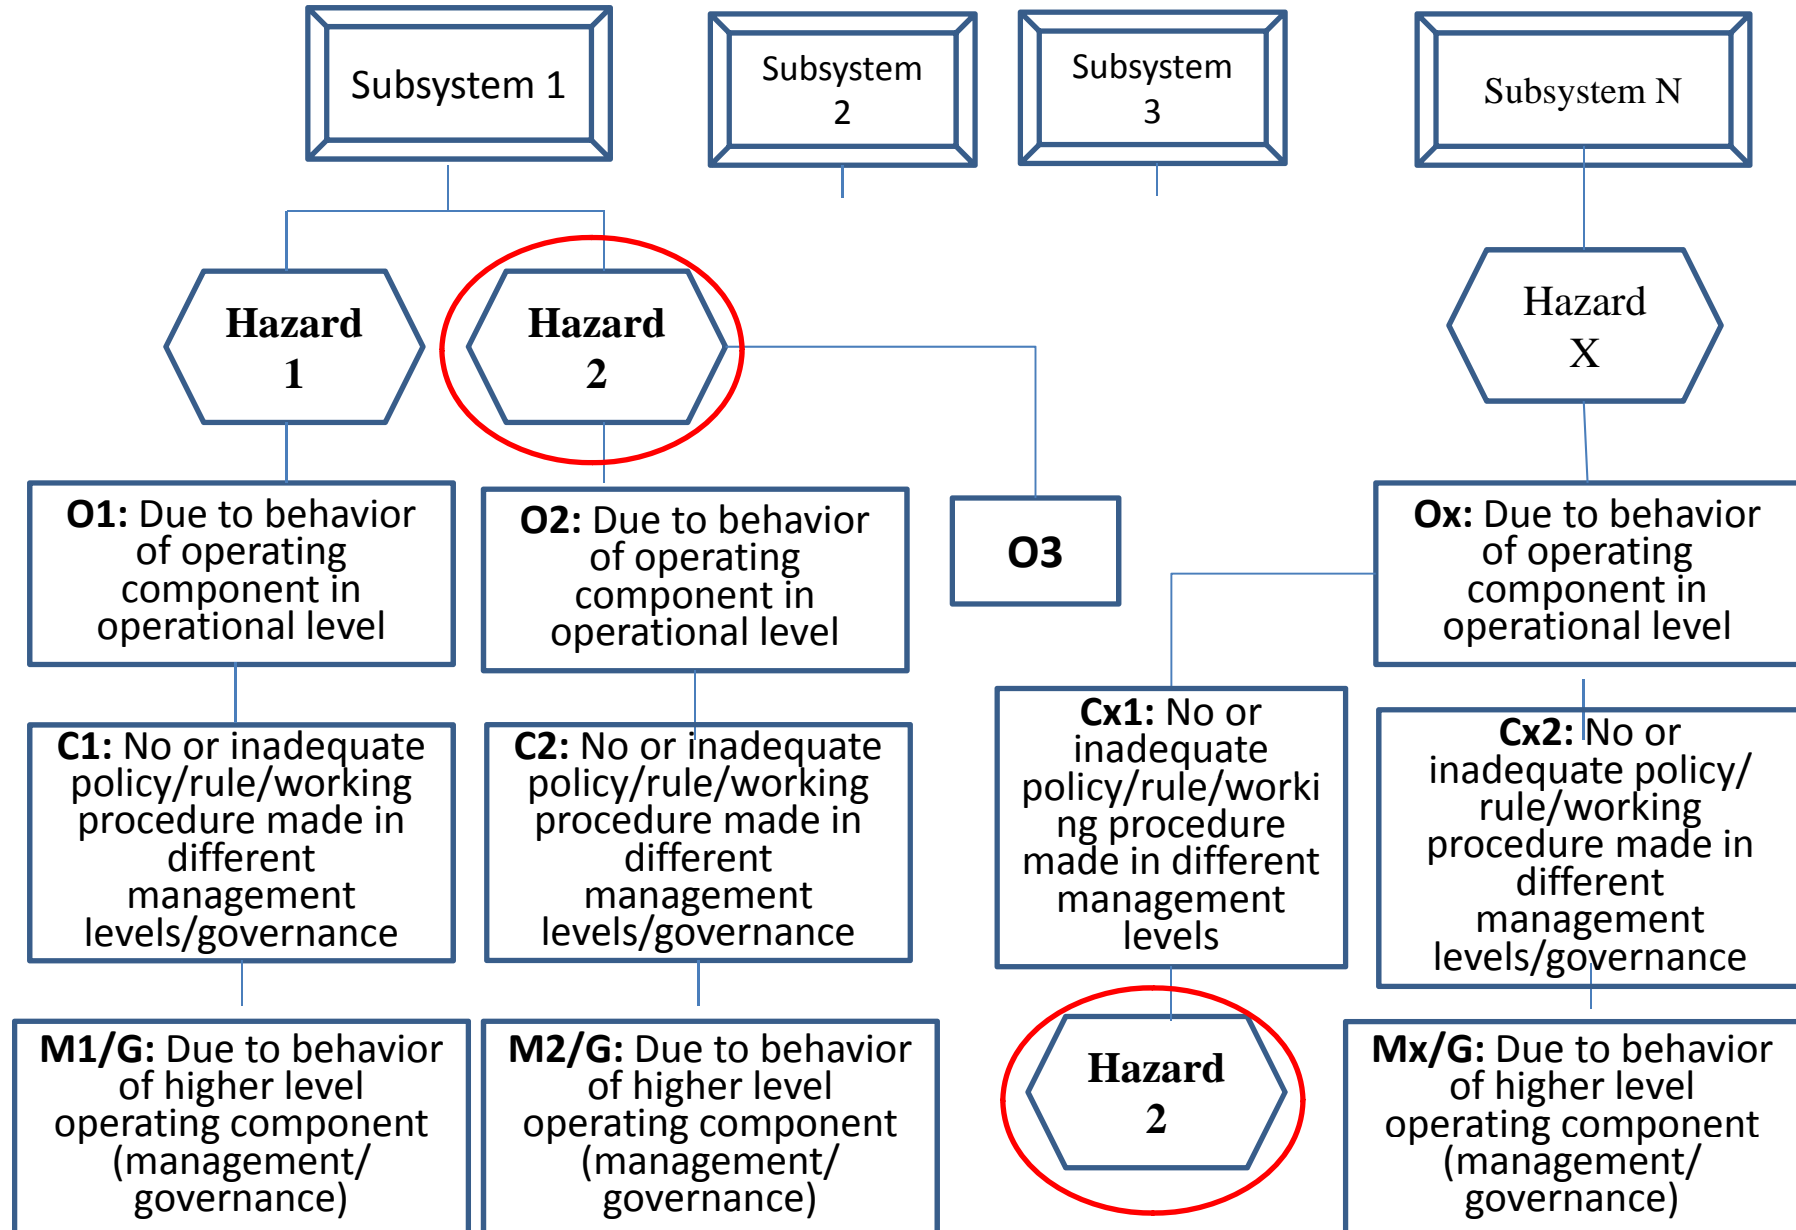 Subsystem 1
Subsystem
2
Subsystem
3
Subsystem N
Hazard
1
Hazard
2
Hazard
X
O1: Due to behavior
of operating
component in
operational level
O2: Due to behavior
of operating
component in
operational level
O3
Ox: Due to behavior
of operating
component in
operational level
C1: No or inadequate
policy/rule/working
procedure made in
different
management
levels/governance
C2: No or inadequate
policy/rule/working
procedure made in
different
management
levels/governance
Cx1: No or
inadequate
policy/rule/worki
ng procedure
made in different
management
levels
Cx2: No or
inadequate policy/
rule/working
procedure made in
different
management
levels/governance
M1/G: Due to behavior
of higher level
operating component
(management/
governance)
M2/G: Due to behavior
of higher level
operating component
(management/
governance)
Hazard
2
Mx/G: Due to behavior
of higher level
operating component
(management/
governance)